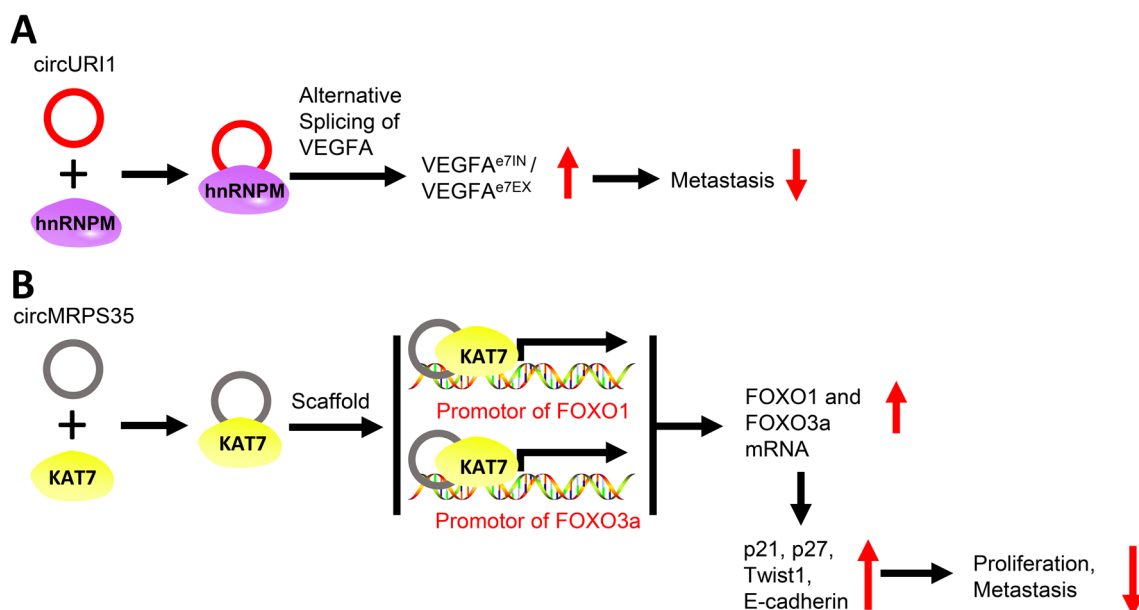 A
circURI1
+
hnRNPM
hnRNPM
Alternative
Splicing of
VEGFA
VEGFAe7IN /
VEGFAe7EX
Metastasis
B
circMRPS35
+
KAT7
KAT7
Scaffold
KAT7
Promotor of FOXO1
KAT7
Promotor of FOXO3a
FOXO1 and
FOXO3a
mRNA
p21, p27,
Twist1,
E-cadherin
Proliferation,
Metastasis